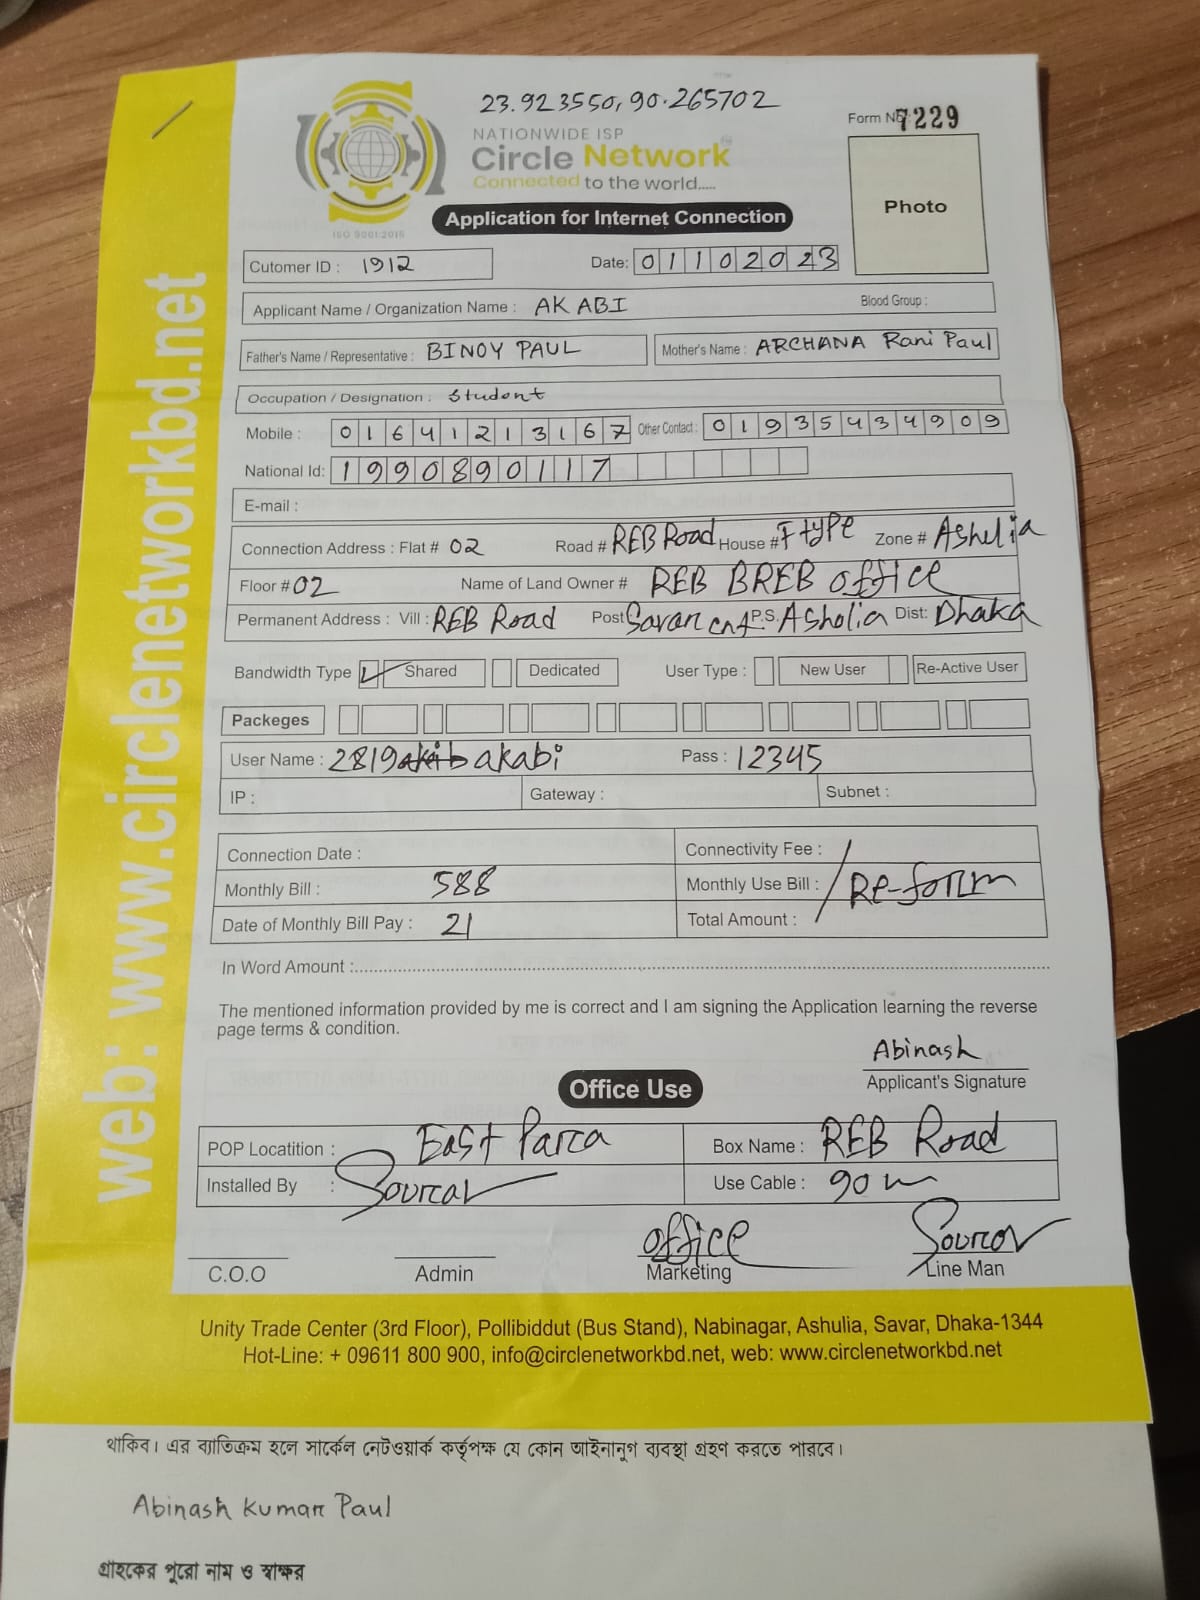 23.923550, 90.265702
Form No: 7229
NATIONWIDE ISP
Circle Network
Connected to the world.....
ISO 9001:2015
Application for Internet Connection
Photo
Cutomer ID : 1912 Date: 01102023
Applicant Name / Organization Name : AK ABI Blood Group :
Father's Name / Representative : BINOY PAUL Mother's Name : ARCHANA Rani Paul
Occupation / Designation : Student
Mobile : 01641213167 Other Contact : 01935434909
National Id: 1990890117
E-mail :
Connection Address : Flat # 02 Road # REB Road House # F type Zone # Ashulia
Floor # 02 Name of Land Owner # REB BREB office
Permanent Address : Vill : REB Road Post: Savar cnt P.S. Asholia Dist: Dhaka
Bandwidth Type Shared Dedicated User Type : New User Re-Active User
Packeges
User Name : 2819akib akabi Pass : 12345
IP : Gateway : Subnet :
Connection Date : Connectivity Fee :
Monthly Bill : 588 Monthly Use Bill : Re-form
Date of Monthly Bill Pay : 21 Total Amount :
In Word Amount :
The mentioned information provided by me is correct and I am signing the Application learning the reverse
page terms & condition.
Abinash
Applicant's Signature
Office Use
POP Locatition : East Parra Box Name : REB Road
Installed By : Sourav Use Cable : 90 m
office Sourov
C.O.O Admin Marketing Line Man
Unity Trade Center (3rd Floor), Pollibiddut (Bus Stand), Nabinagar, Ashulia, Savar, Dhaka-1344
Hot-Line: + 09611 800 900, info@circlenetworkbd.net, web: www.circlenetworkbd.net
web: www.circlenetworkbd.net
থাকিব। এর ব্যাতিক্রম হলে সার্কেল নেটওয়ার্ক কর্তৃপক্ষ যে কোন আইনানুগ ব্যবস্থা গ্রহণ করতে পারবে।
Abinash Kumar Paul
গ্রাহকের পুরো নাম ও স্বাক্ষর